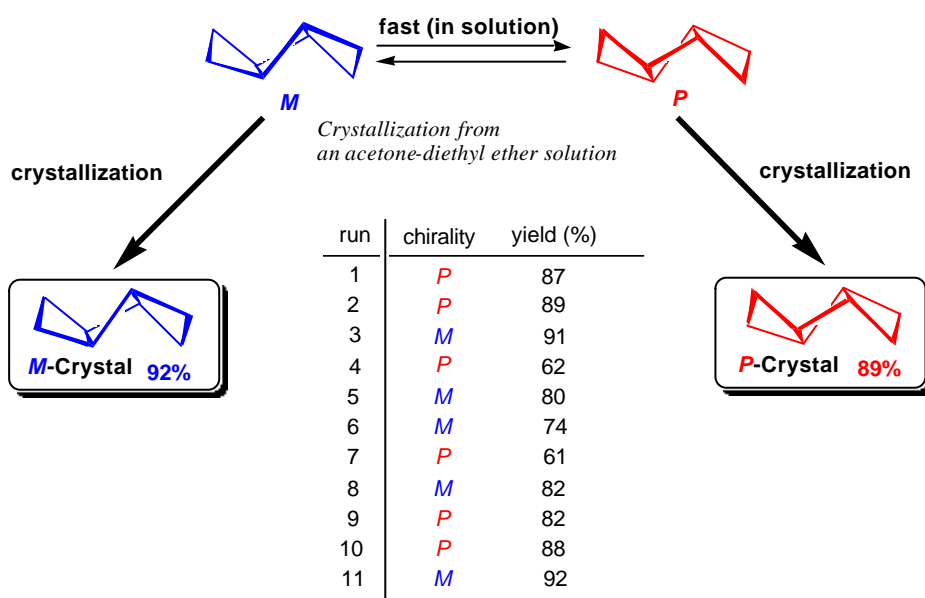 fast (in solution)
M
P
Crystallization from
an acetone-diethyl ether solution
crystallization
crystallization
run chirality yield (%)
1 P 87
2 P 89
3 M 91
4 P 62
5 M 80
6 M 74
7 P 61
8 M 82
9 P 82
10 P 88
11 M 92
M-Crystal 92%
P-Crystal 89%